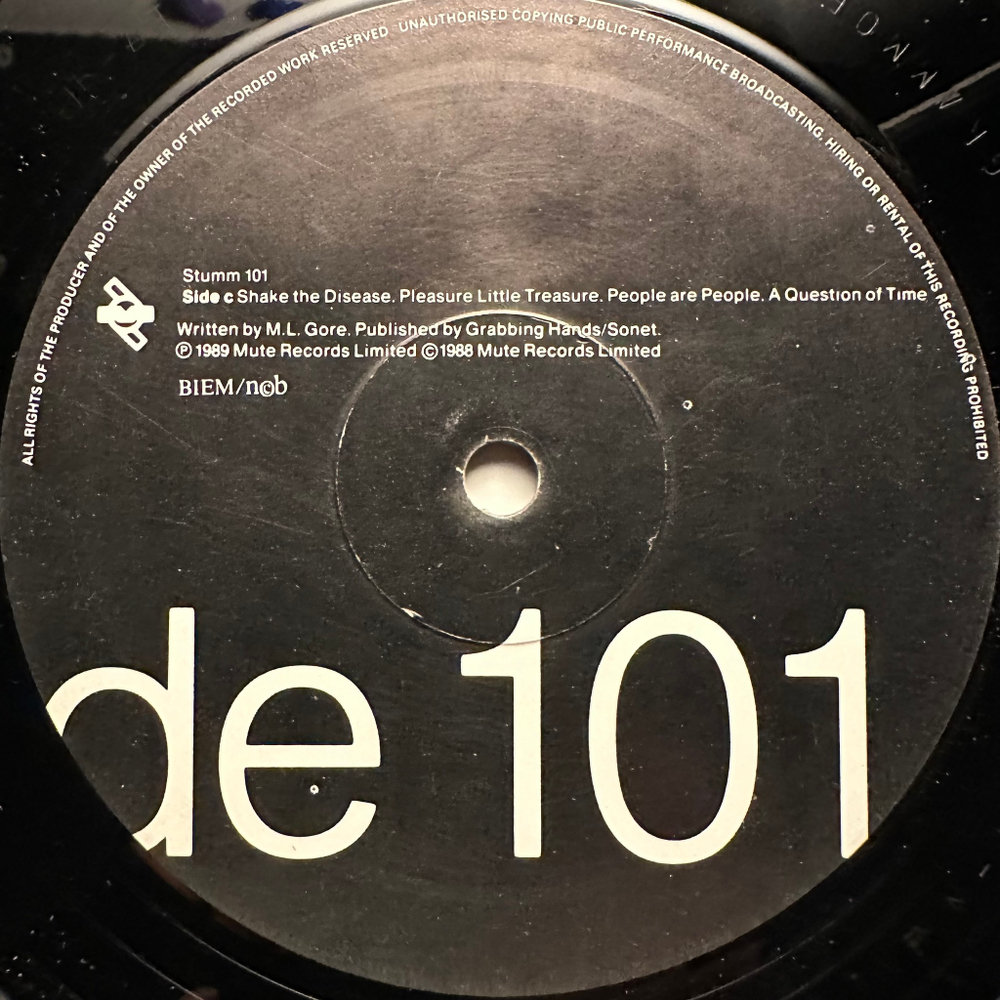 ALL RIGHTS OF THE PRODUCER AND OF THE OWNER OF THE RECORDED WORK RESERVED UNAUTHORISED COPYING PUBLIC PERFORMANCE BROADCASTING, HIRING OR RENTAL OF THIS RECORDING PROHIBITED
Stumm 101
Side c Shake the Disease. Pleasure Little Treasure. People are People. A Question of Time
Written by M.L. Gore. Published by Grabbing Hands/Sonet.
Ⓟ 1989 Mute Records Limited ©1988 Mute Records Limited
BIEM/n©b
de 101